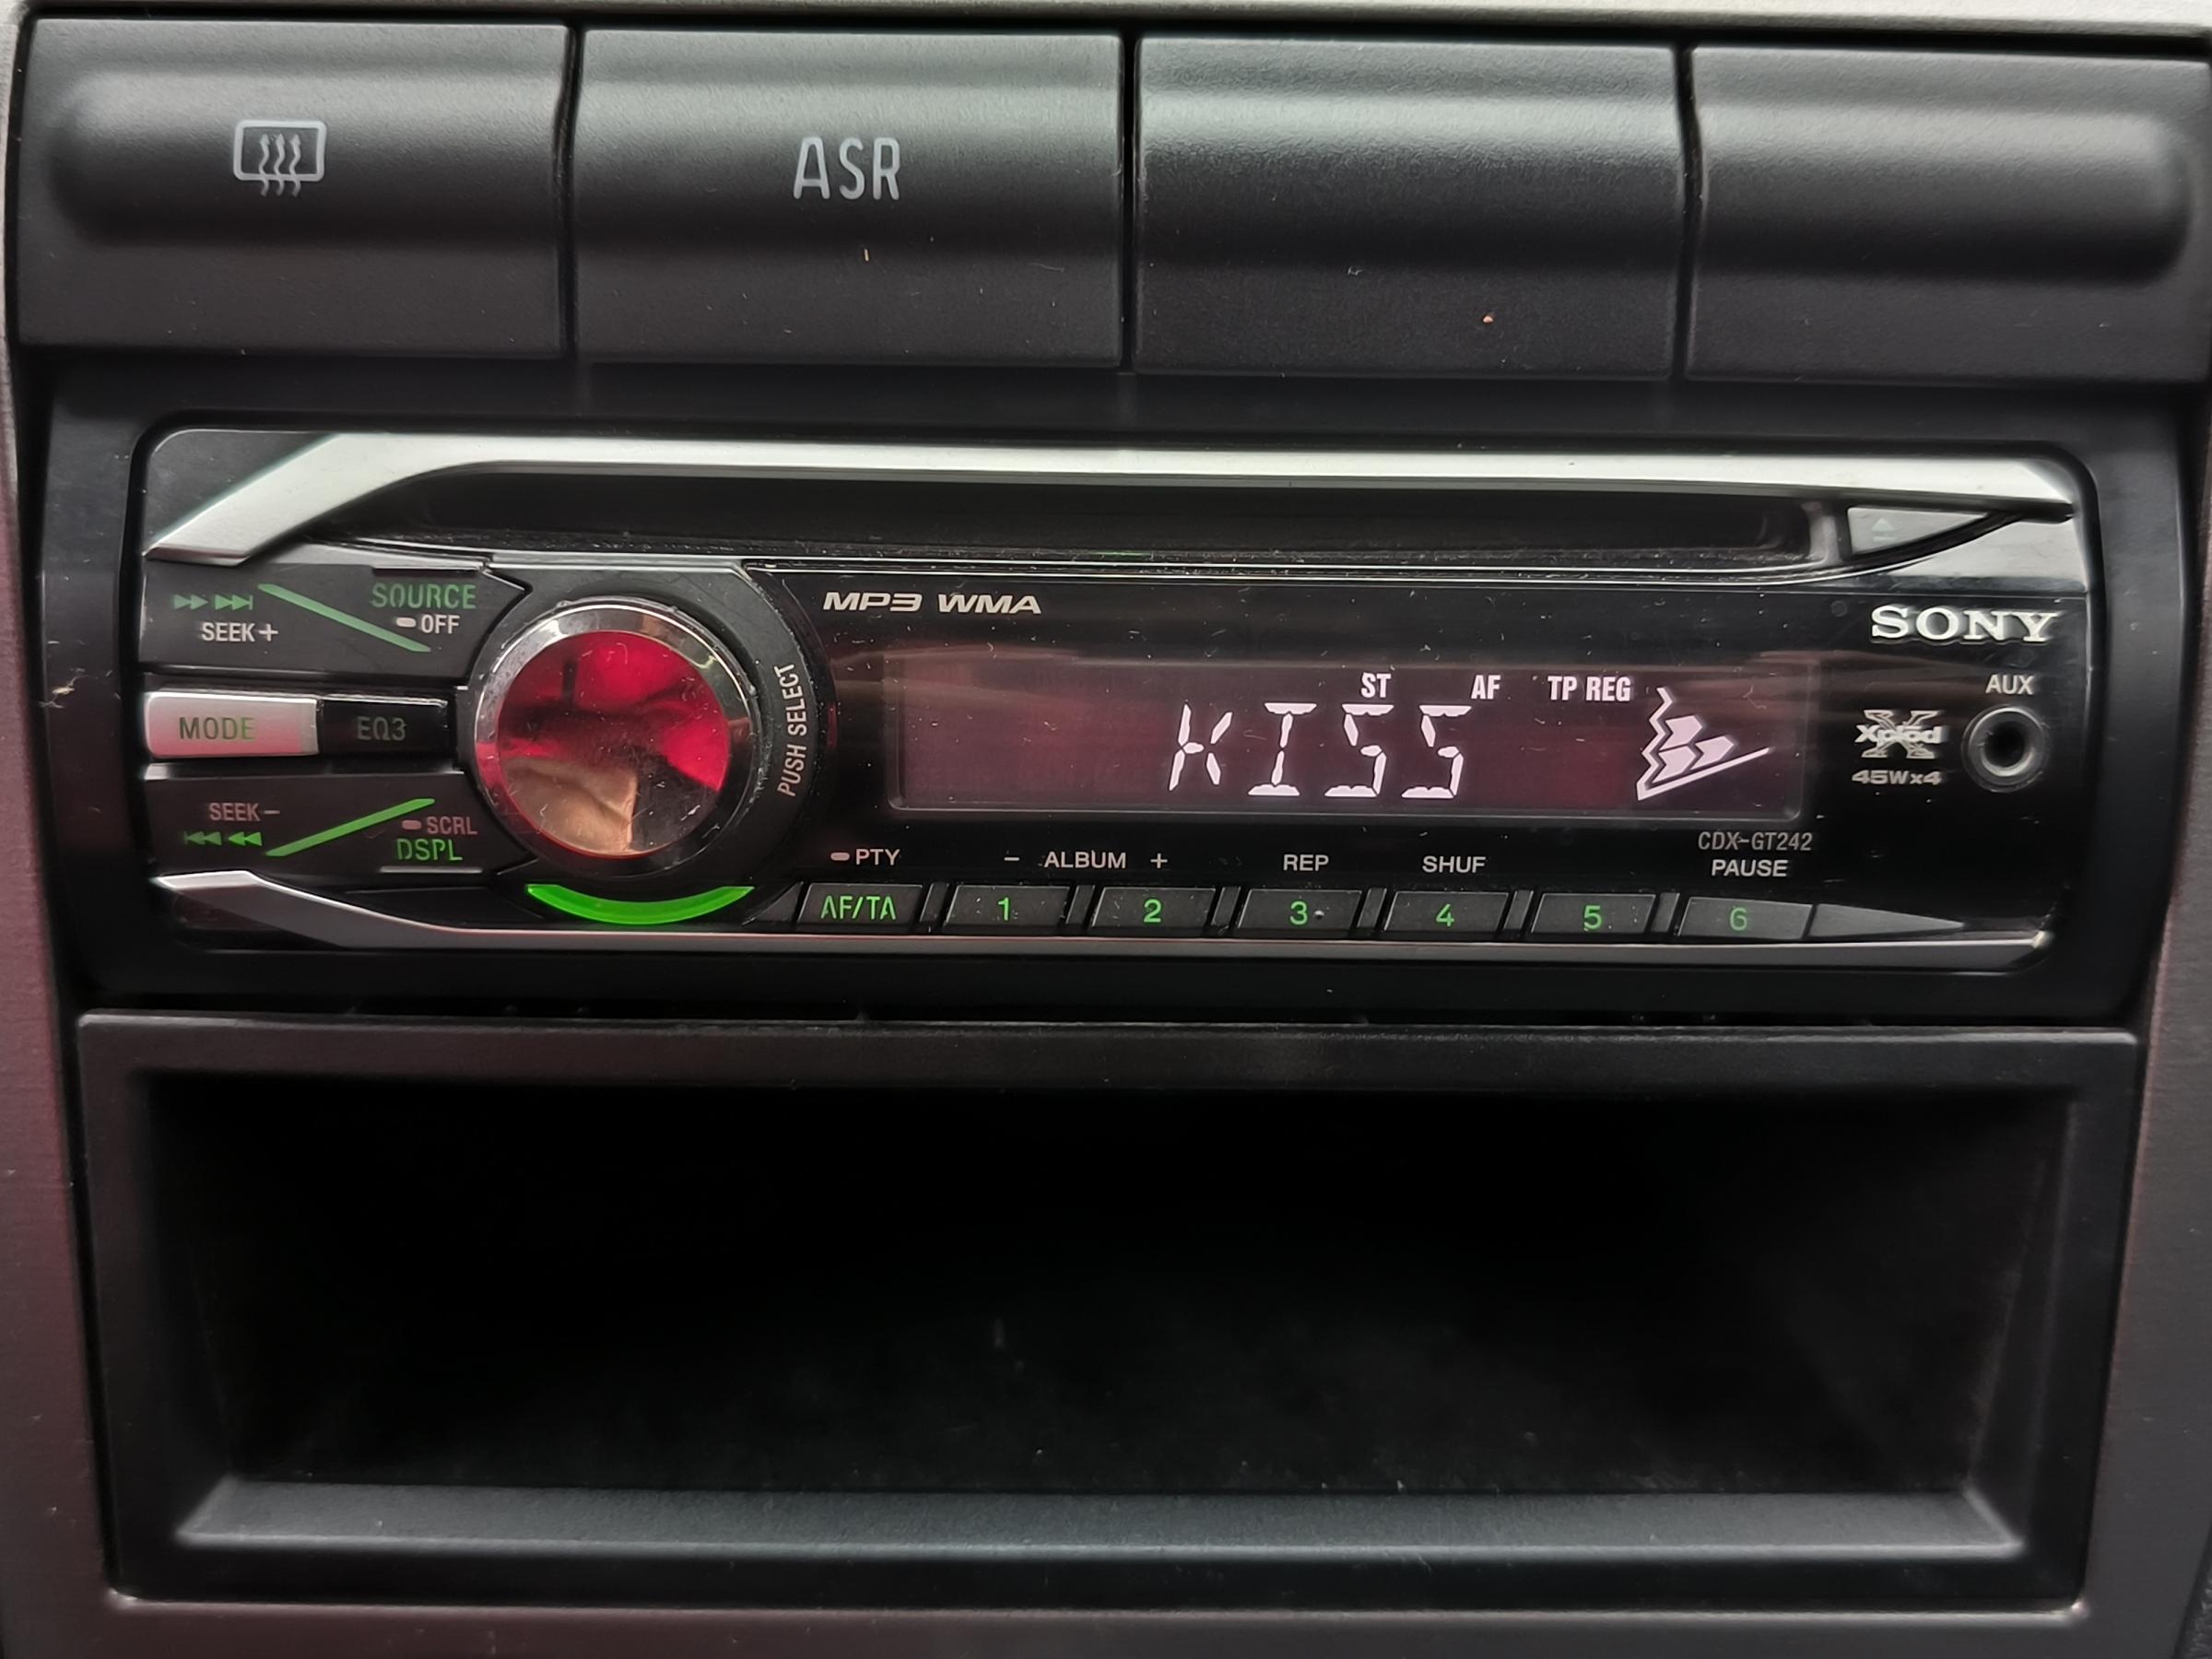 ASR
MP3 WMA
SONY
SOURCE
OFF
SEEK+
MODE
EQ3
SEEK-
SCRL
DSPL
PUSH SELECT
ST AF TP REG
KISS
AUX
Xplod
45Wx4
CDX-GT242
PTY
- ALBUM +
REP
SHUF
PAUSE
AF/TA
1
2
3
4
5
6